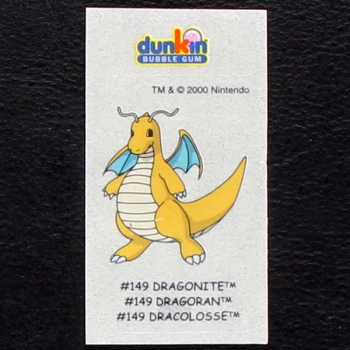 dunkin
BUBBLE GUM
TM & © 2000 Nintendo
#149 DRAGONITE™
#149 DRAGORAN™
#149 DRACOLOSSE™